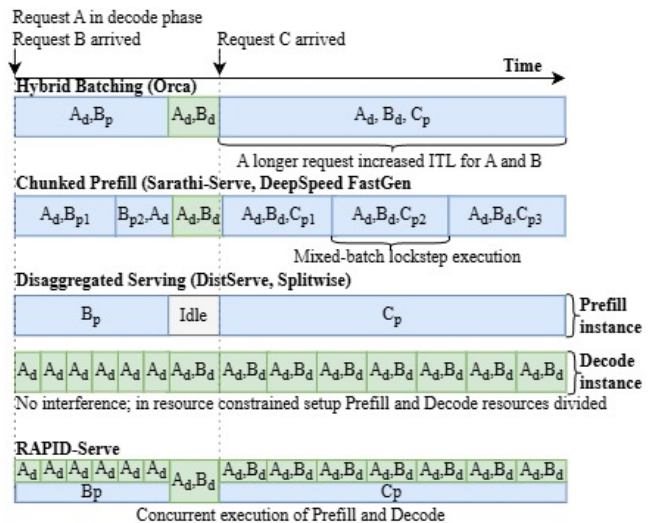 Request A in decode phase
Request B arrived
Request C arrived
Time
Hybrid Batching (Orca)
Ad,Bp Ad,Bd Ad, Bd, Cp
A longer request increased ITL for A and B
Chunked Prefill (Sarathi-Serve, DeepSpeed FastGen
Ad,Bp1 Bp2,Ad Ad,Bd Ad,Bd,Cp1 Ad,Bd,Cp2 Ad,Bd,Cp3
Mixed-batch lockstep execution
Disaggregated Serving (DistServe, Splitwise)
Bp Idle Cp
Prefill
instance
Ad Ad Ad Ad Ad Ad Ad,Bd Ad,Bd Ad,Bd Ad,Bd Ad,Bd Ad,Bd Ad,Bd Ad,Bd
Decode
instance
No interference; in resource constrained setup Prefill and Decode resources divided
RAPID-Serve
Ad Ad Ad Ad Ad Ad Ad,Bd Ad,Bd Ad,Bd Ad,Bd Ad,Bd Ad,Bd Ad,Bd Ad,Bd
Bp Cp
Concurrent execution of Prefill and Decode